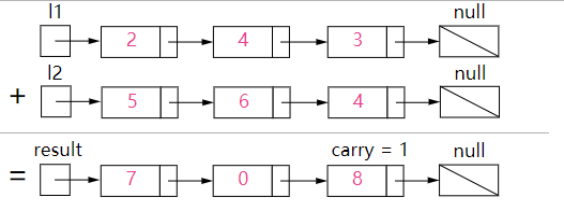 l1 null
2 4 3
+ l2 null
5 6 4
result carry = 1 null
= 7 0 8